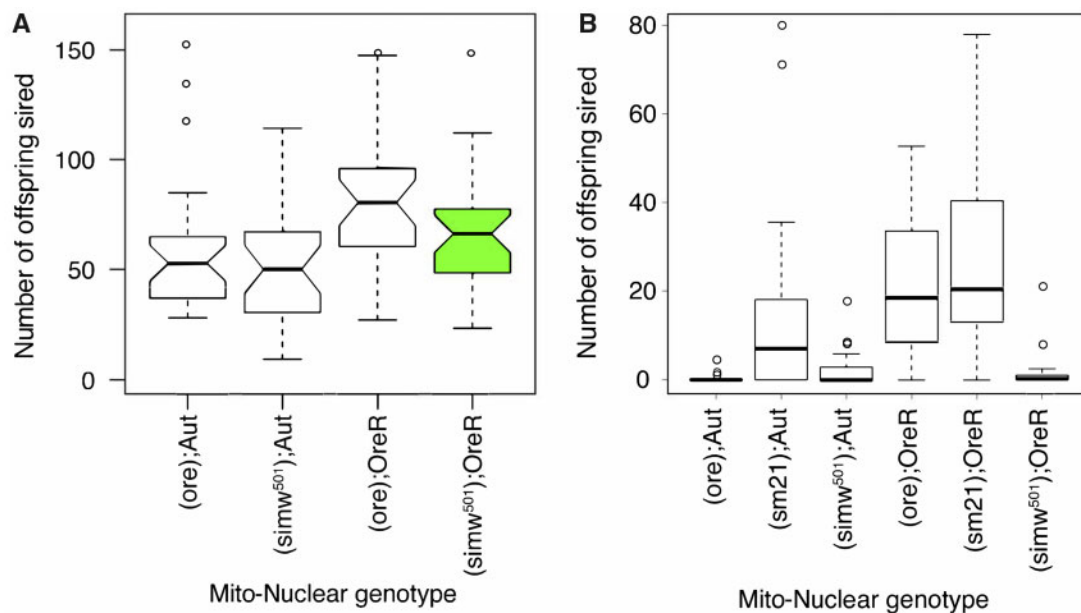 A
Number of offspring sired
150
100
50
0
(ore);Aut
(simw⁵⁰¹);Aut
(ore);OreR
(simw⁵⁰¹);OreR
Mito-Nuclear genotype
B
Number of offspring sired
80
60
40
20
0
(ore);Aut
(sm21);Aut
(simw⁵⁰¹);Aut
(ore);OreR
(sm21);OreR
(simw⁵⁰¹);OreR
Mito-Nuclear genotype